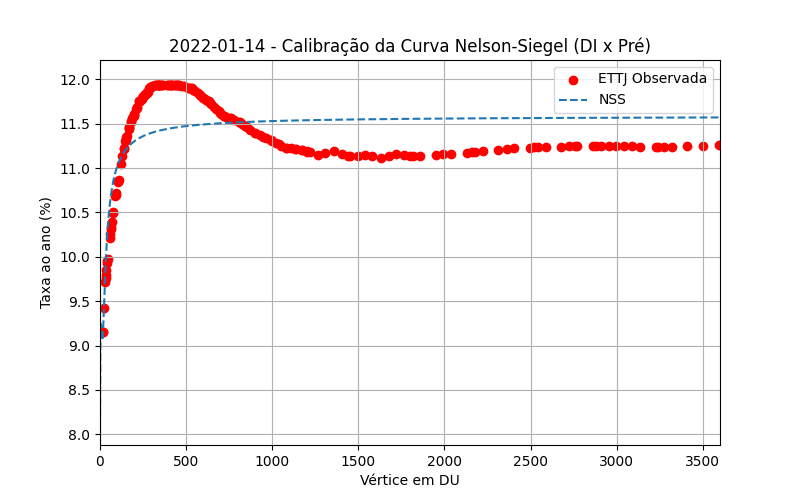 2022-01-14 - Calibração da Curva Nelson-Siegel (DI x Pré)
ETTJ Observada
NSS
Taxa ao ano (%)
12.0
11.5
11.0
10.5
10.0
9.5
9.0
8.5
8.0
0 500 1000 1500 2000 2500 3000 3500
Vértice em DU